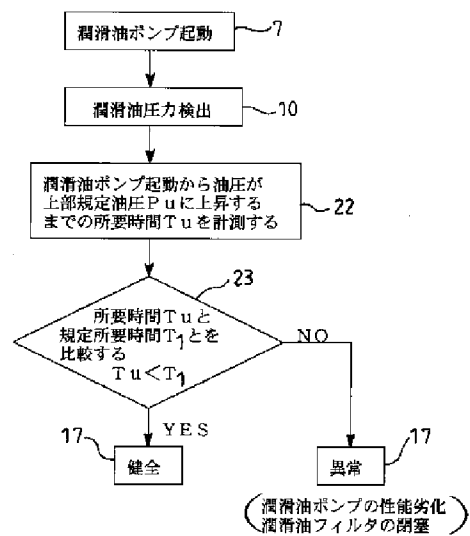 潤滑油ポンプ起動
7
潤滑油圧力検出
10
潤滑油ポンプ起動から油圧が
上部規定油圧Puに上昇する
までの所要時間Tuを計測する
22
23
所要時間Tuと
規定所要時間T1とを
比較する
Tu<T1
NO
YES
17
健全
17
異常
潤滑油ポンプの性能劣化
潤滑油フィルタの閉塞